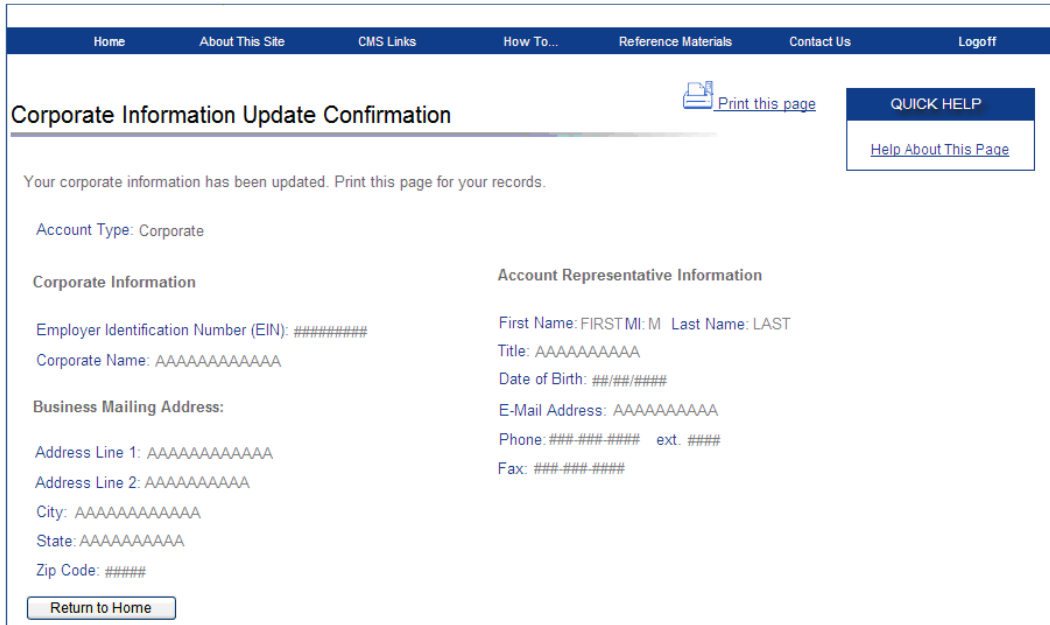 Home About This Site CMS Links How To... Reference Materials Contact Us Logoff
Print this page
QUICK HELP
Corporate Information Update Confirmation
Help About This Page
Your corporate information has been updated. Print this page for your records.
Account Type: Corporate
Corporate Information
Employer Identification Number (EIN): #########
Corporate Name: AAAAAAAAAAAA
Business Mailing Address:
Address Line 1: AAAAAAAAAAAA
Address Line 2: AAAAAAAAAA
City: AAAAAAAAAAAA
State: AAAAAAAAAA
Zip Code: #####
Account Representative Information
First Name: FIRST MI: M Last Name: LAST
Title: AAAAAAAAAA
Date of Birth: ##/##/####
E-Mail Address: AAAAAAAAAA
Phone: ###-###-#### ext. ####
Fax: ###-###-####
Return to Home